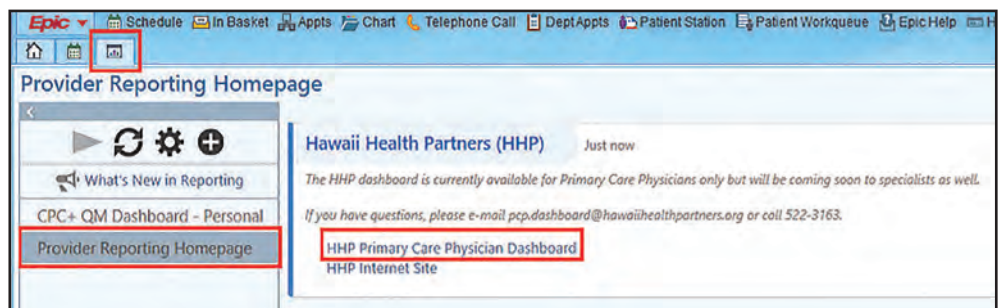 Epic Schedule In Basket Appts Chart Telephone Call Dept Appts Patient Station Patient Workqueue Epic Help H
Provider Reporting Homepage
Hawaii Health Partners (HHP) Just now
What's New in Reporting
The HHP dashboard is currently available for Primary Care Physicians only but will be coming soon to specialists as well.
CPC+ QM Dashboard - Personal
If you have questions, please e-mail pcp.dashboard@hawaiihealthpartners.org or call 522-3163.
Provider Reporting Homepage
HHP Primary Care Physician Dashboard
HHP Internet Site